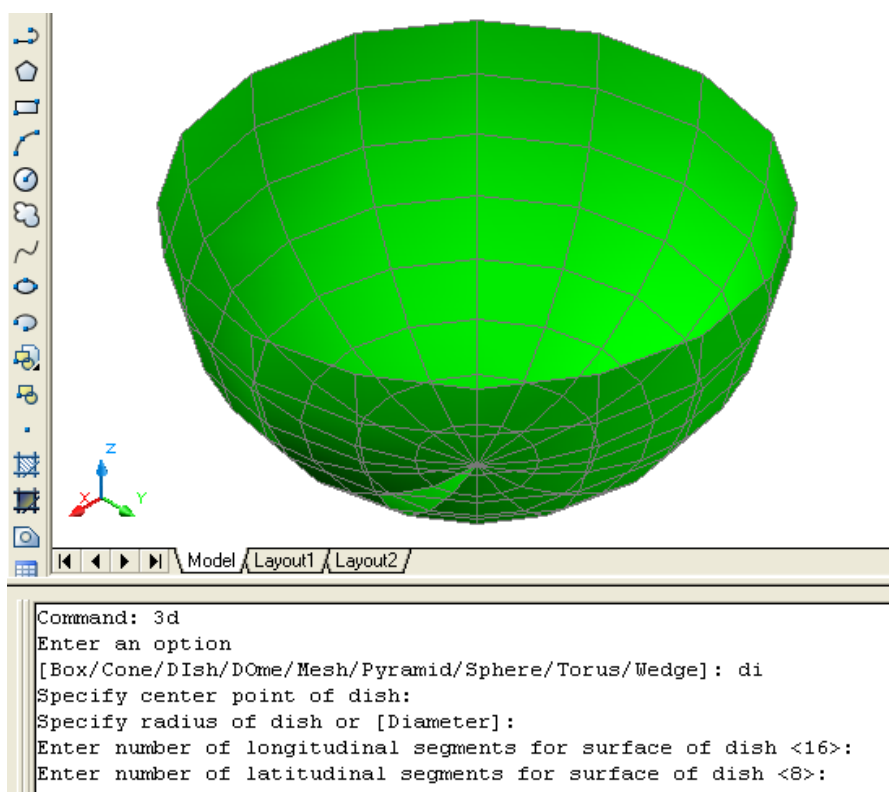 Z
X
Y
Model Layout1 Layout2
Command: 3d
Enter an option
[Box/Cone/DIsh/DOme/Mesh/Pyramid/Sphere/Torus/Wedge]: di
Specify center point of dish:
Specify radius of dish or [Diameter]:
Enter number of longitudinal segments for surface of dish <16>:
Enter number of latitudinal segments for surface of dish <8>: